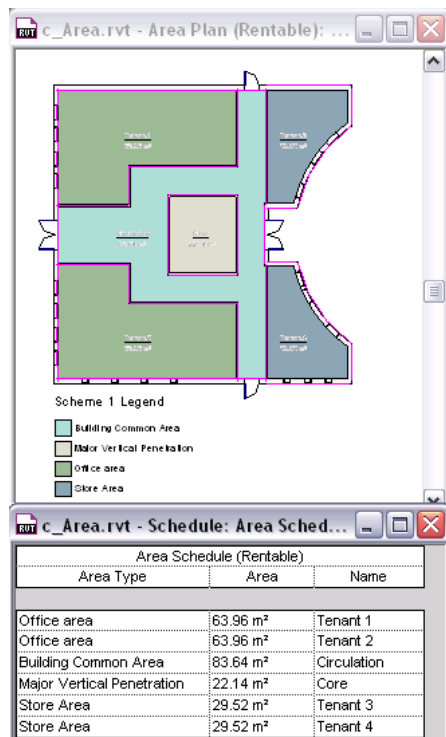 c_Area.rvt - Area Plan (Rentable): ...
Scheme 1 Legend
Building Common Area
Major Vertical Penetration
Office area
Store Area
c_Area.rvt - Schedule: Area Sched...
Area Schedule (Rentable)
Area Type Area Name
Office area 63.96 m² Tenant 1
Office area 63.96 m² Tenant 2
Building Common Area 83.64 m² Circulation
Major Vertical Penetration 22.14 m² Core
Store Area 29.52 m² Tenant 3
Store Area 29.52 m² Tenant 4